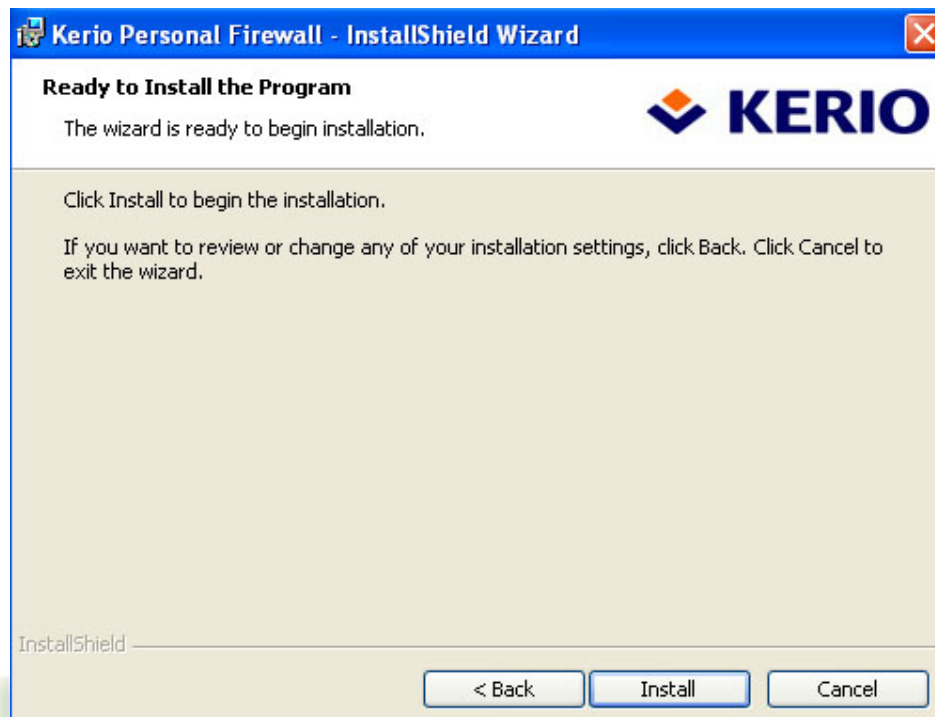 Kerio Personal Firewall - InstallShield Wizard
Ready to Install the Program
The wizard is ready to begin installation.
KERIO
Click Install to begin the installation.
If you want to review or change any of your installation settings, click Back. Click Cancel to
exit the wizard.
InstallShield
< Back Install Cancel